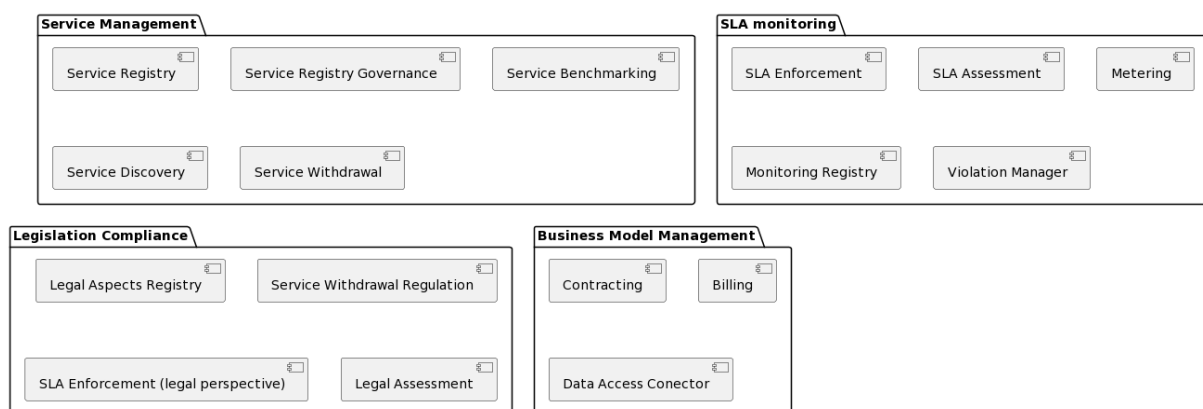 Service Management
Service Registry
Service Registry Governance
Service Benchmarking
Service Discovery
Service Withdrawal
SLA monitoring
SLA Enforcement
SLA Assessment
Metering
Monitoring Registry
Violation Manager
Legislation Compliance
Legal Aspects Registry
Service Withdrawal Regulation
SLA Enforcement (legal perspective)
Legal Assessment
Business Model Management
Contracting
Billing
Data Access Conector